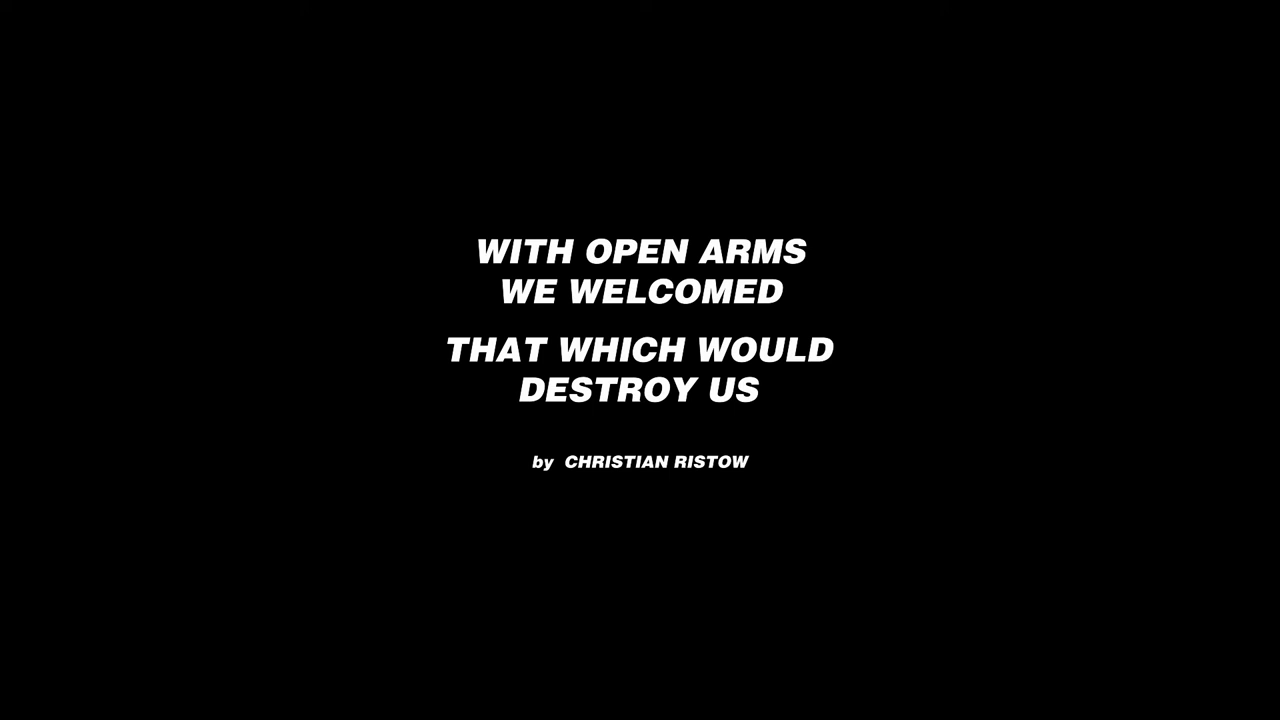 WITH OPEN ARMS
WE WELCOMED
THAT WHICH WOULD
DESTROY US
by CHRISTIAN RISTOW